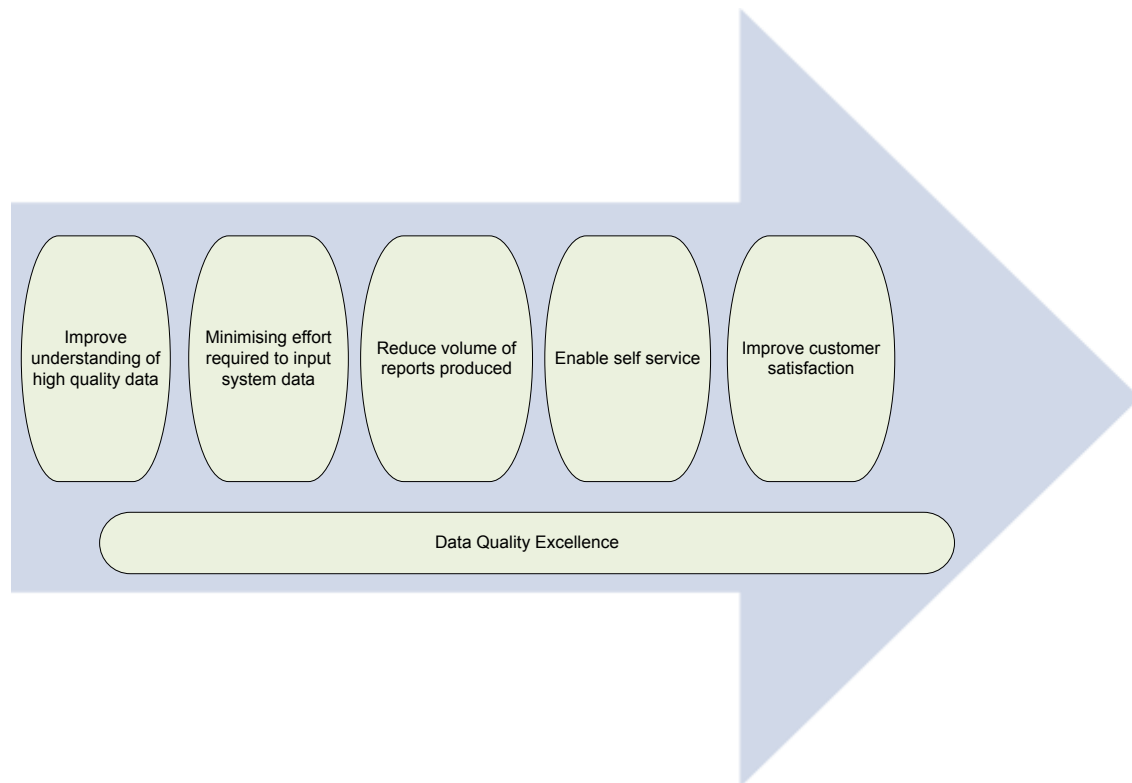 Improve
understanding of
high quality data
Minimising effort
required to input
system data
Reduce volume of
reports produced
Enable self service
Improve customer
satisfaction
Data Quality Excellence